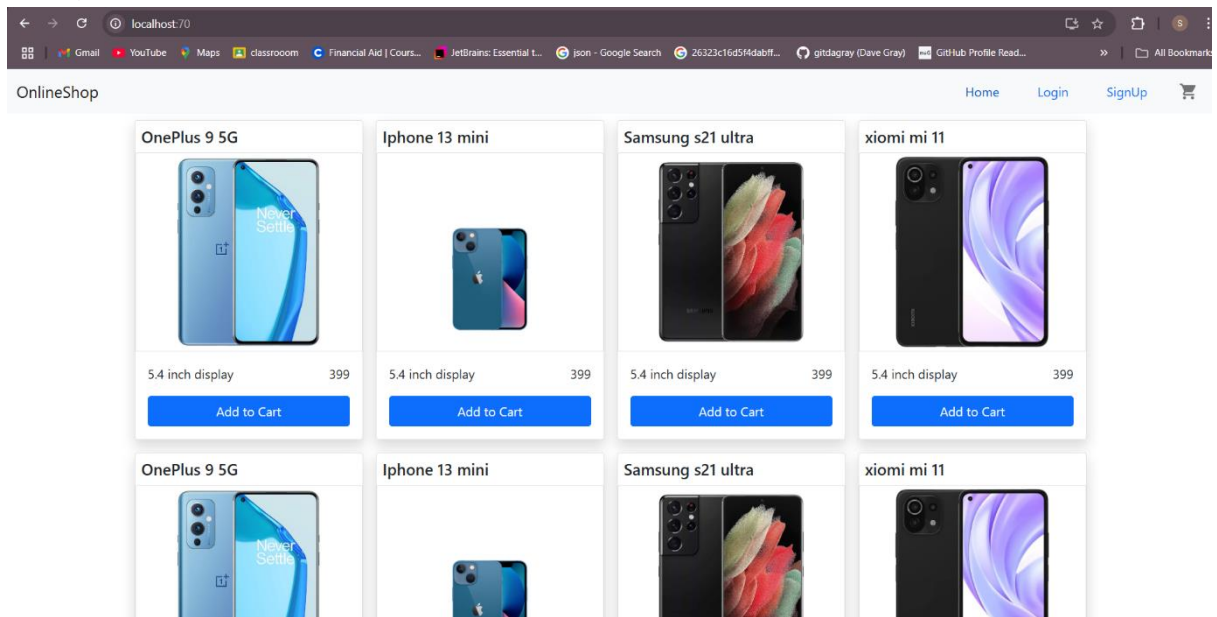 localhost:70
S
Gmail YouTube Maps classrooom Financial Aid | Cours... JetBrains: Essential t... json - Google Search 26323c16d5f4dabff... gitdagray (Dave Gray) GitHub Profile Read... » All Bookmarks
OnlineShop Home Login SignUp
OnePlus 9 5G Iphone 13 mini Samsung s21 ultra xiomi mi 11
Never
Settle
5.4 inch display 399 5.4 inch display 399 5.4 inch display 399 5.4 inch display 399
Add to Cart Add to Cart Add to Cart Add to Cart
OnePlus 9 5G Iphone 13 mini Samsung s21 ultra xiomi mi 11
Never
Settle